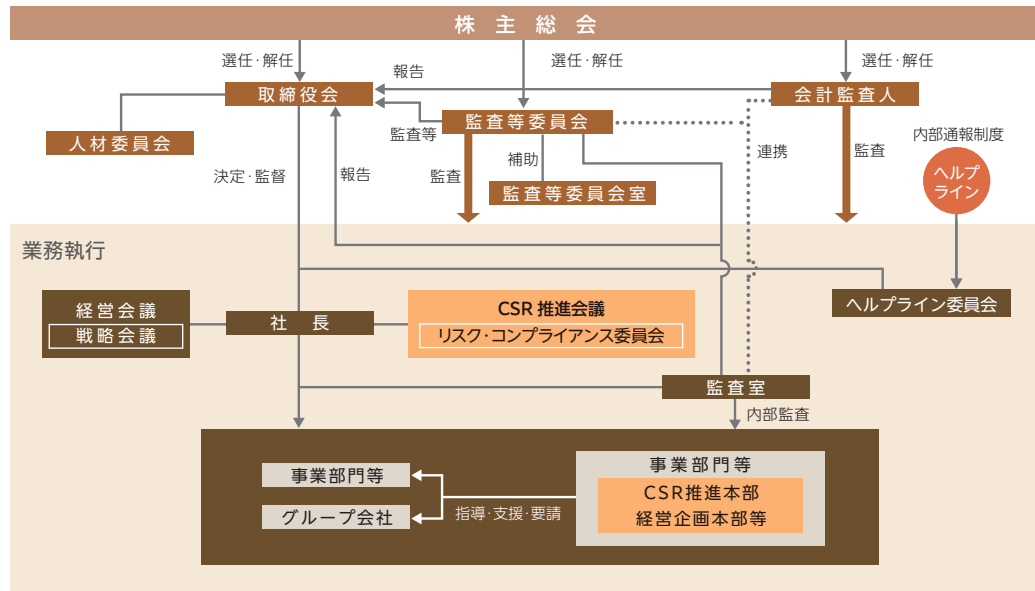 株主総会
選任・解任
選任・解任
選任・解任
報告
取締役会
会計監査人
監査等委員会
監査等
人材委員会
内部通報制度
補助
連携
監査
決定・監督
報告
監査
ヘルプ
ライン
監査等委員会室
業務執行
経営会議
戦略会議
社長
CSR 推進会議
リスク・コンプライアンス委員会
ヘルプライン委員会
監査室
内部監査
事業部門等
グループ会社
指導・支援・要請
事業部門等
CSR推進本部
経営企画本部等